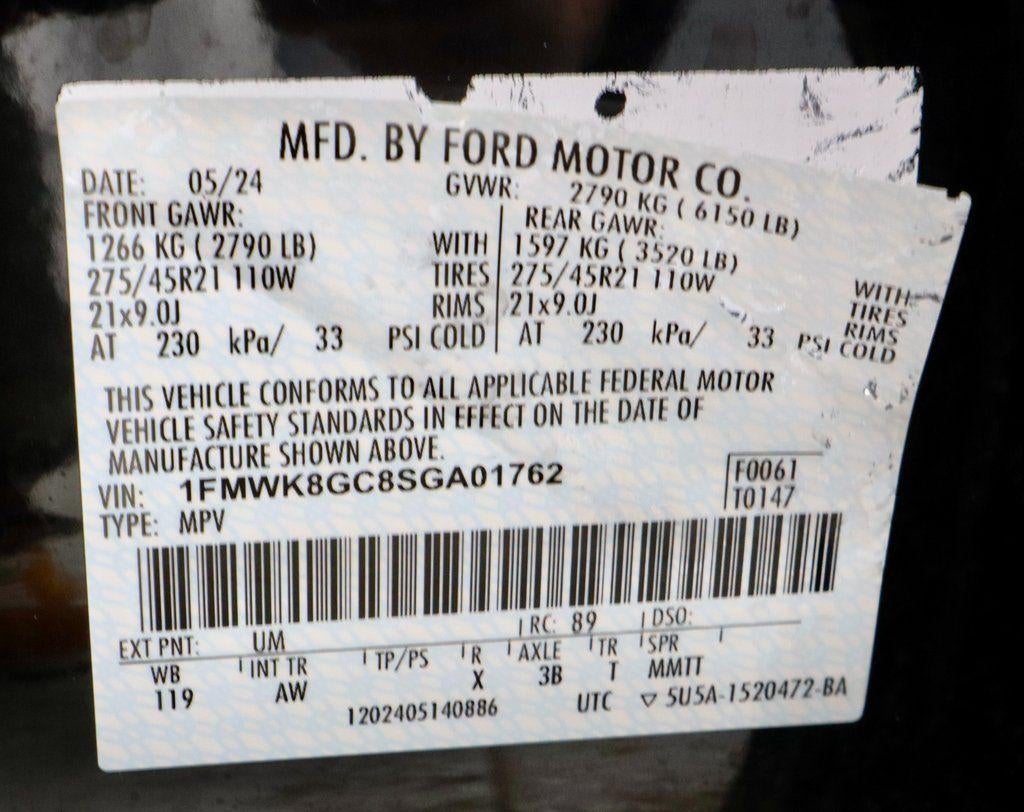 MFD. BY FORD MOTOR CO.
DATE: 05/24 GVWR: 2790 KG ( 6150 LB)
FRONT GAWR: REAR GAWR:
1266 KG ( 2790 LB) WITH 1597 KG ( 3520 LB) WITH
275/45R21 110W TIRES 275/45R21 110W TIRES
21x9.0J RIMS 21x9.0J RIMS
AT 230 kPa/ 33 PSI COLD AT 230 kPa/ 33 PSI COLD
THIS VEHICLE CONFORMS TO ALL APPLICABLE FEDERAL MOTOR
VEHICLE SAFETY STANDARDS IN EFFECT ON THE DATE OF
MANUFACTURE SHOWN ABOVE.
VIN: 1FMWK8GC8SGA01762 F0061
TYPE: MPV T0147
EXT PNT: UM RC: 89 DSO:
WB INT TR TP/PS R AXLE TR SPR
119 AW X 3B T MMTT
1202405140886 UTC ▽ 5U5A-1520472-BA